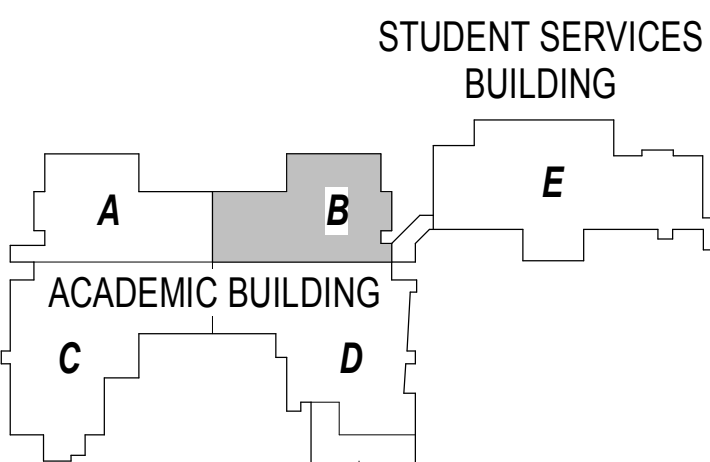 STUDENT SERVICES
BUILDING
A
B
E
ACADEMIC BUILDING
C
D